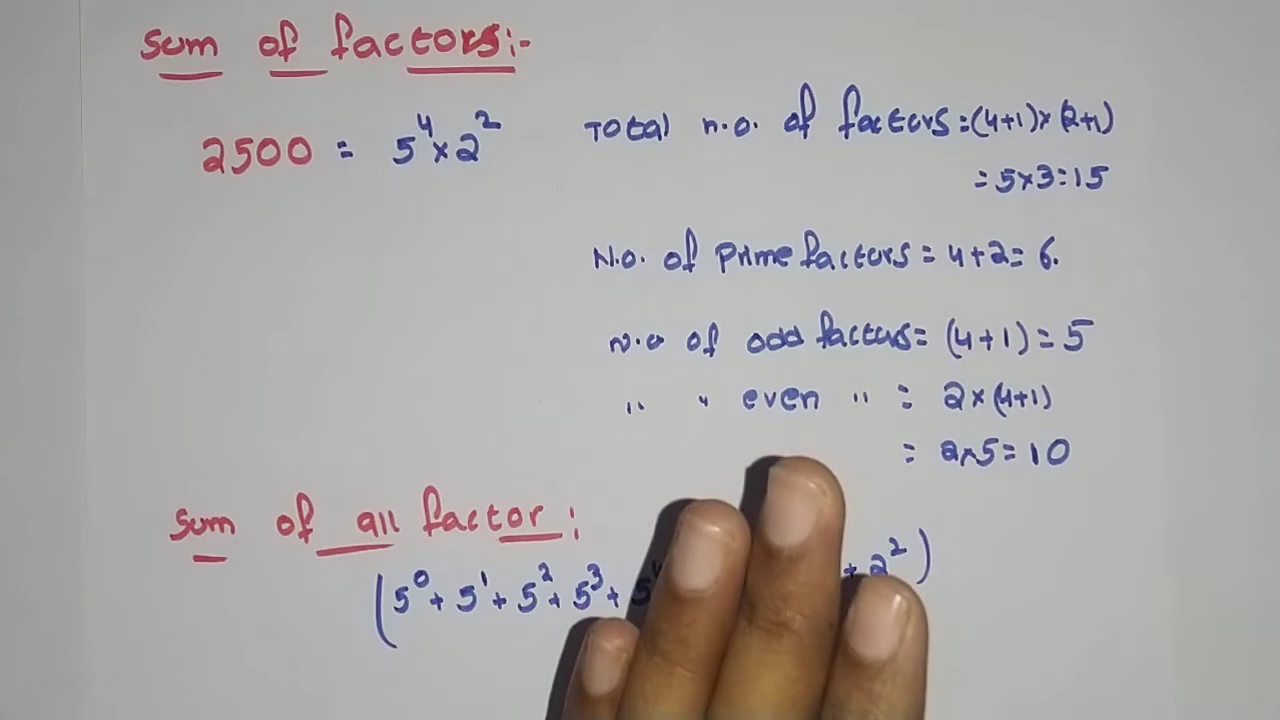 Sum of factors:-
2500 = 5⁴×2²
Total n.o. of factors = (4+1)×(2+1)
= 5×3=15
N.o. of Prime factors = 4+2= 6.
n.o of odd factors= (4+1) = 5
" " even " = 2×(4+1)
= 2×5=10
Sum of all factor:
(5⁰+5¹+5²+5³+ +2²)